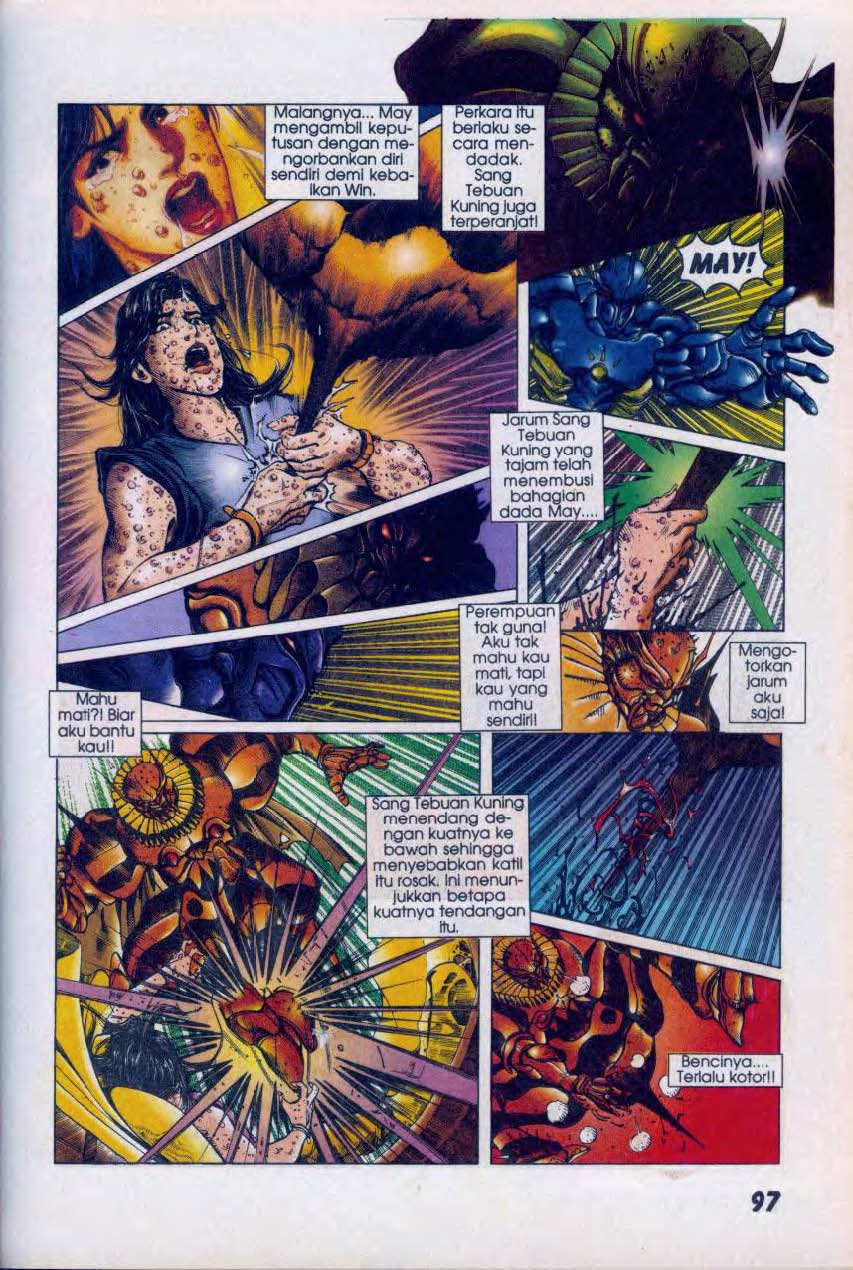 Malangnya... May
mengambil kepu-
tusan dengan me-
ngorbankan diri
sendiri demi keba-
ikan Win.
Perkara itu
berlaku se-
cara men-
dadak.
Sang
Tebuan
Kuning juga
terperanjat!
MAY!
Jarum Sang
Tebuan
Kuning yang
tajam telah
menembusi
bahagian
dada May....
Perempuan
tak guna!
Aku tak
mahu kau
mati, tapi
kau yang
mahu
sendiri!!
Mengo-
torkan
jarum
aku
saja!
Mahu
mati?! Biar
aku bantu
kau!!
Sang Tebuan Kuning
menendang de-
ngan kuatnya ke
bawah sehingga
menyebabkan katil
itu rosak. Ini menun-
jukkan betapa
kuatnya tendangan
itu.
Bencinya....
Terlalu kotor!!
97